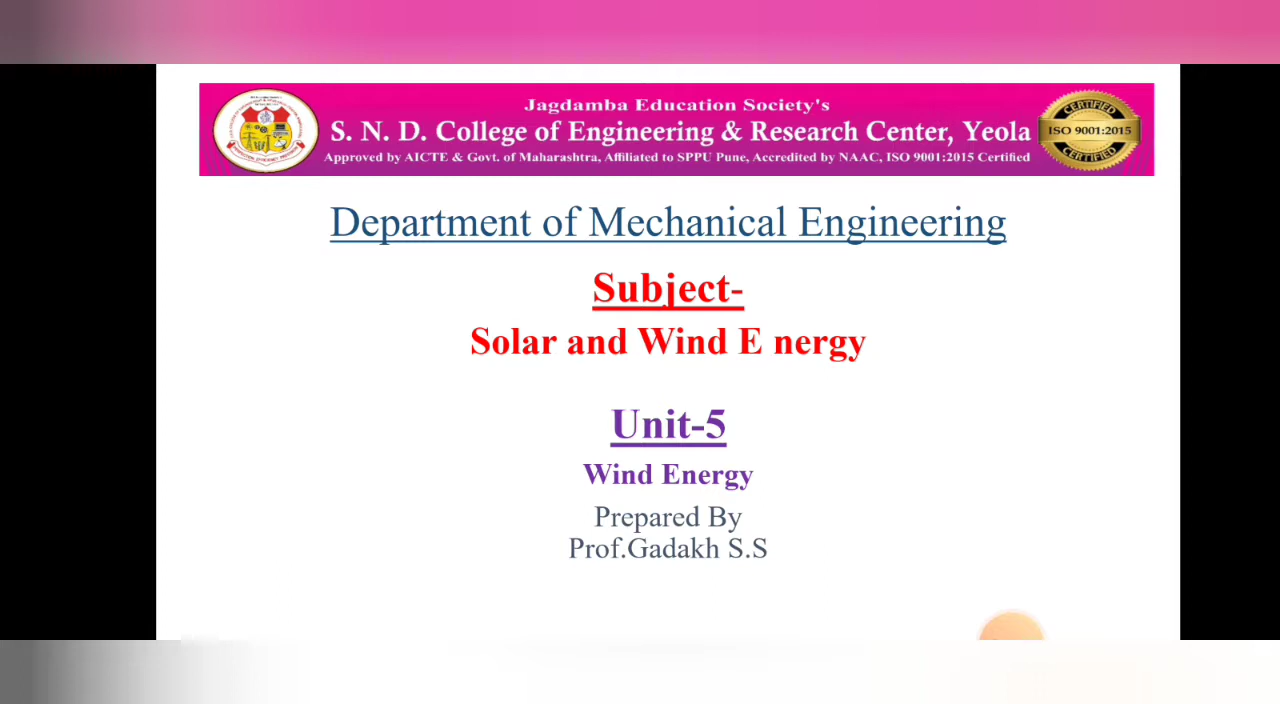 Jagdamba Education Society's
S. N. D. College of Engineering & Research Center, Yeola
Approved by AICTE & Govt. of Maharashtra, Affiliated to SPPU Pune, Accredited by NAAC, ISO 9001:2015 Certified
CERTIFIED
ISO 9001:2015
CERTIFIED
Department of Mechanical Engineering
Subject-
Solar and Wind E nergy
Unit-5
Wind Energy
Prepared By
Prof.Gadakh S.S